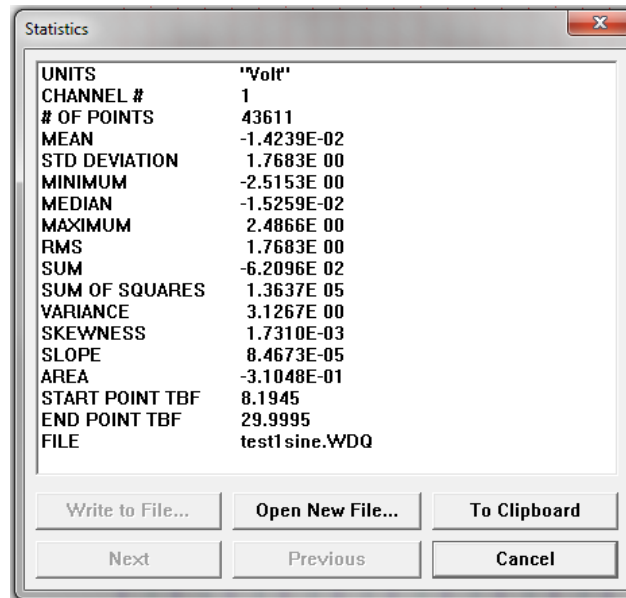 Statistics
UNITS "Volt"
CHANNEL # 1
# OF POINTS 43611
MEAN -1.4239E-02
STD DEVIATION 1.7683E 00
MINIMUM -2.5153E 00
MEDIAN -1.5259E-02
MAXIMUM 2.4866E 00
RMS 1.7683E 00
SUM -6.2096E 02
SUM OF SQUARES 1.3637E 05
VARIANCE 3.1267E 00
SKEWNESS 1.7310E-03
SLOPE 8.4673E-05
AREA -3.1048E-01
START POINT TBF 8.1945
END POINT TBF 29.9995
FILE test1sine.WDQ
Write to File... Open New File... To Clipboard
Next Previous Cancel